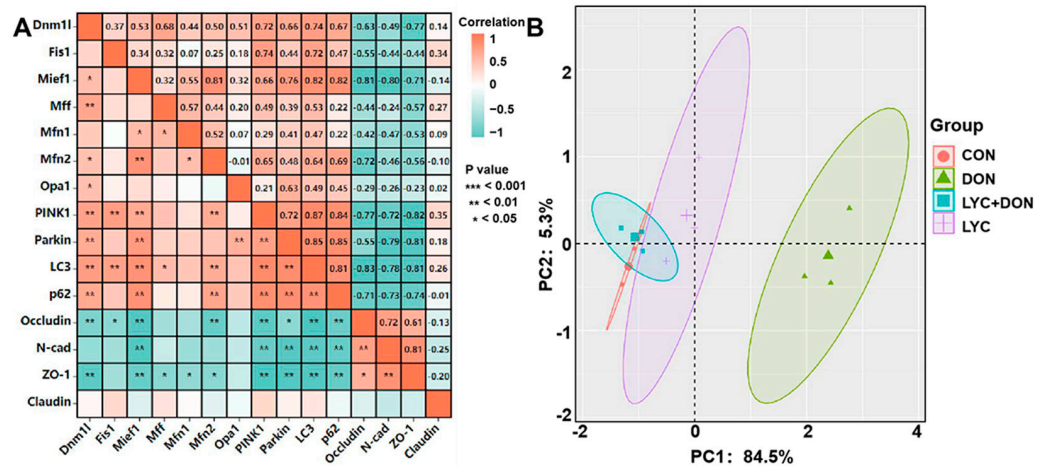 A
Dnm1l 0.37 0.53 0.68 0.44 0.50 0.51 0.72 0.66 0.74 0.67 -0.63 -0.49 -0.77 0.14
Fis1 0.34 0.32 0.07 0.25 0.18 0.74 0.44 0.72 0.47 -0.55 -0.44 -0.44 0.34
Mief1 * 0.32 0.55 0.81 0.32 0.66 0.76 0.82 0.82 -0.81 -0.80 -0.71 -0.14
Mff ** 0.57 0.44 0.20 0.49 0.39 0.53 0.22 -0.44 -0.24 -0.57 0.27
Mfn1 * * 0.52 0.07 0.29 0.41 0.47 0.22 -0.42 -0.47 -0.53 0.09
Mfn2 * ** * -0.01 0.65 0.48 0.64 0.69 -0.72 -0.46 -0.56 -0.10
Opa1 * 0.21 0.63 0.49 0.45 -0.29 -0.26 -0.23 0.02
PINK1 ** ** ** ** 0.72 0.87 0.84 -0.77 -0.72 -0.82 0.35
Parkin ** ** ** ** 0.85 0.85 -0.55 -0.79 -0.81 0.18
LC3 ** ** ** * ** ** ** 0.81 -0.83 -0.78 -0.81 0.26
p62 ** ** ** ** ** ** -0.71 -0.73 -0.74 -0.01
Occludin ** * ** ** ** * ** ** 0.72 0.61 -0.13
N-cad ** ** ** ** ** ** 0.81 -0.25
ZO-1 ** ** * * * ** ** ** ** * ** -0.20
Claudin
Dnm1l Fis1 Mief1 Mff Mfn1 Mfn2 Opa1 PINK1 Parkin LC3 p62 Occludin N-cad ZO-1 Claudin
Correlation
1
0.5
0
-0.5
-1
P value
*** < 0.001
** < 0.01
* < 0.05
B
PC2: 5.3%
2
1
0
-1
-2
-2 0 2 4
PC1: 84.5%
Group
CON
DON
LYC+DON
LYC